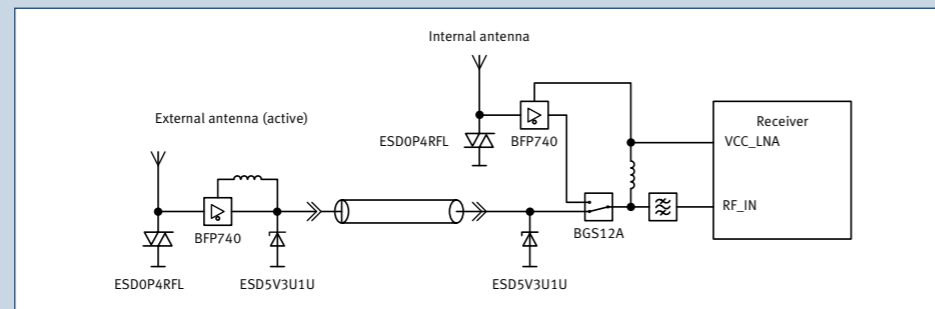 Internal antenna
External antenna (active)
ESD0P4RFL
BFP740
Receiver
VCC_LNA
RF_IN
BGS12A
BFP740
ESD0P4RFL
ESD5V3U1U
ESD5V3U1U